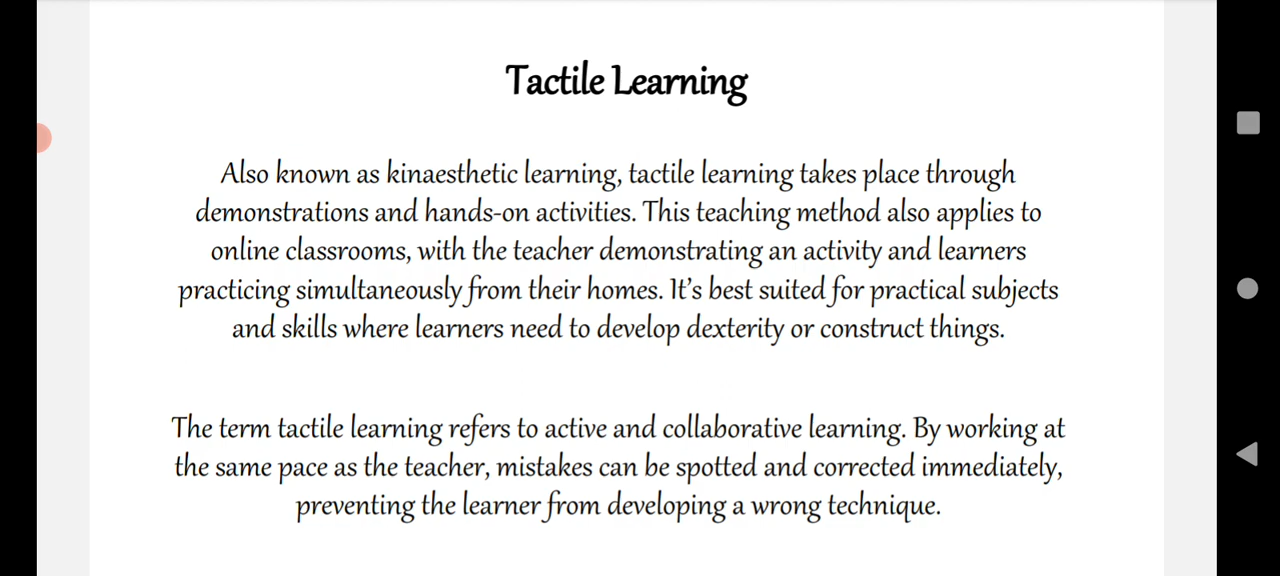 Tactile Learning
Also known as kinaesthetic learning, tactile learning takes place through
demonstrations and hands-on activities. This teaching method also applies to
online classrooms, with the teacher demonstrating an activity and learners
practicing simultaneously from their homes. It’s best suited for practical subjects
and skills where learners need to develop dexterity or construct things.
The term tactile learning refers to active and collaborative learning. By working at
the same pace as the teacher, mistakes can be spotted and corrected immediately,
preventing the learner from developing a wrong technique.